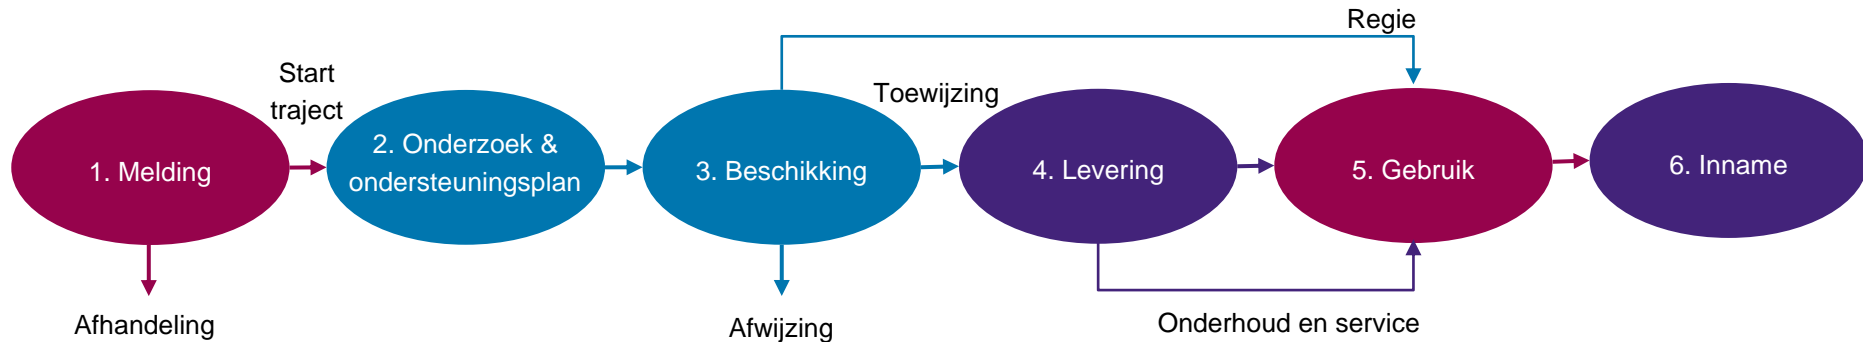 Regie
Start
traject
Toewijzing
1. Melding
2. Onderzoek &
ondersteuningsplan
3. Beschikking
4. Levering
5. Gebruik
6. Inname
Afhandeling
Afwijzing
Onderhoud en service